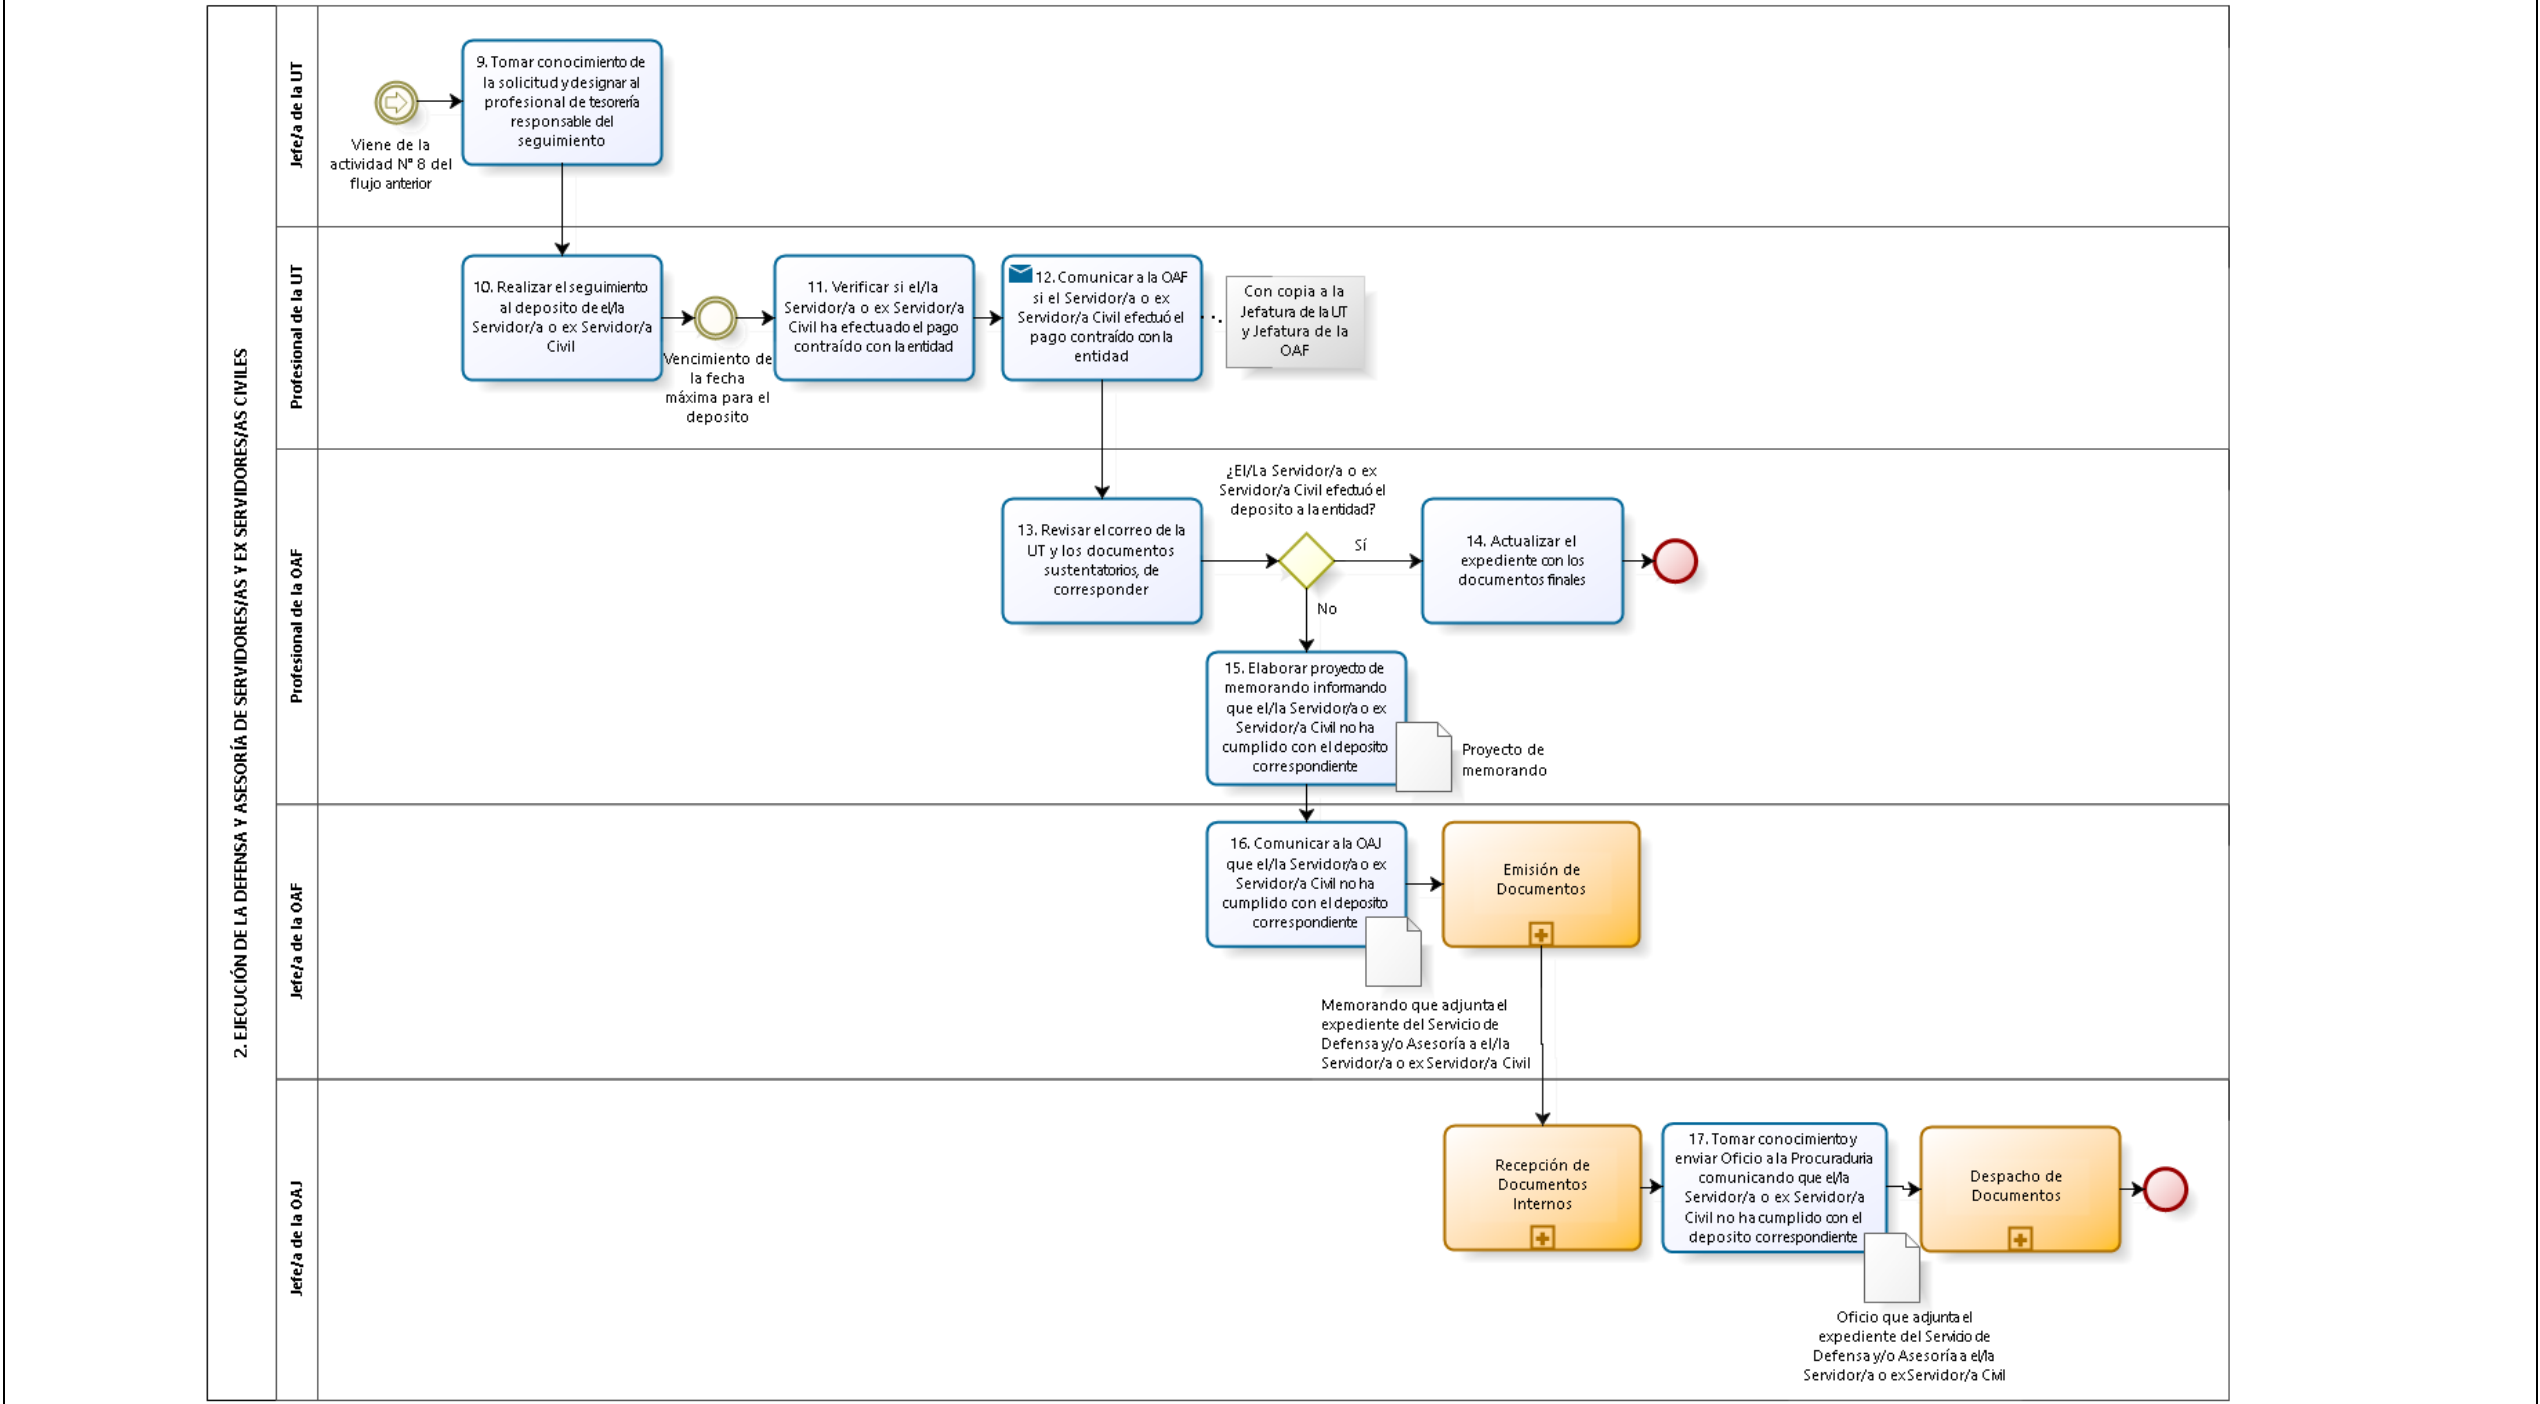 2. EJECUCIÓN DE LA DEFENSA Y ASESORÍA DE SERVIDORES/AS Y EX SERVIDORES/AS CIVILES
Jefe/a de la UT
Viene de la
actividad N° 8 del
flujo anterior
9. Tomar conocimiento de
la solicitud y designar al
profesional de tesorería
responsable del
seguimiento
Profesional de la UT
10. Realizar el seguimiento
al deposito de el/la
Servidor/a o ex Servidor/a
Civil
Vencimiento de
la fecha
máxima para el
deposito
11. Verificar si el/la
Servidor/a o ex Servidor/a
Civil ha efectuado el pago
contraído con la entidad
12. Comunicar a la OAF
si el Servidor/a o ex
Servidor/a Civil efectuó el
pago contraído con la
entidad
Con copia a la
Jefatura de la UT
y Jefatura de la
OAF
Profesional de la OAF
13. Revisar el correo de la
UT y los documentos
sustentatorios, de
corresponder
¿El/La Servidor/a o ex
Servidor/a Civil efectuó el
deposito a la entidad?
Sí
No
14. Actualizar el
expediente con los
documentos finales
15. Elaborar proyecto de
memorando informando
que el/la Servidor/a o ex
Servidor/a Civil no ha
cumplido con el deposito
correspondiente
Proyecto de
memorando
Jefe/a de la OAF
16. Comunicar a la OAJ
que el/la Servidor/a o ex
Servidor/a Civil no ha
cumplido con el deposito
correspondiente
Memorando que adjunta el
expediente del Servicio de
Defensa y/o Asesoría a el/la
Servidor/a o ex Servidor/a Civil
Emisión de
Documentos
Jefe/a de la OAJ
Recepción de
Documentos
Internos
17. Tomar conocimiento y
enviar Oficio a la Procuraduria
comunicando que el/la
Servidor/a o ex Servidor/a
Civil no ha cumplido con el
deposito correspondiente
Oficio que adjunta el
expediente del Servicio de
Defensa y/o Asesoría a el/la
Servidor/a o ex Servidor/a Civil
Despacho de
Documentos